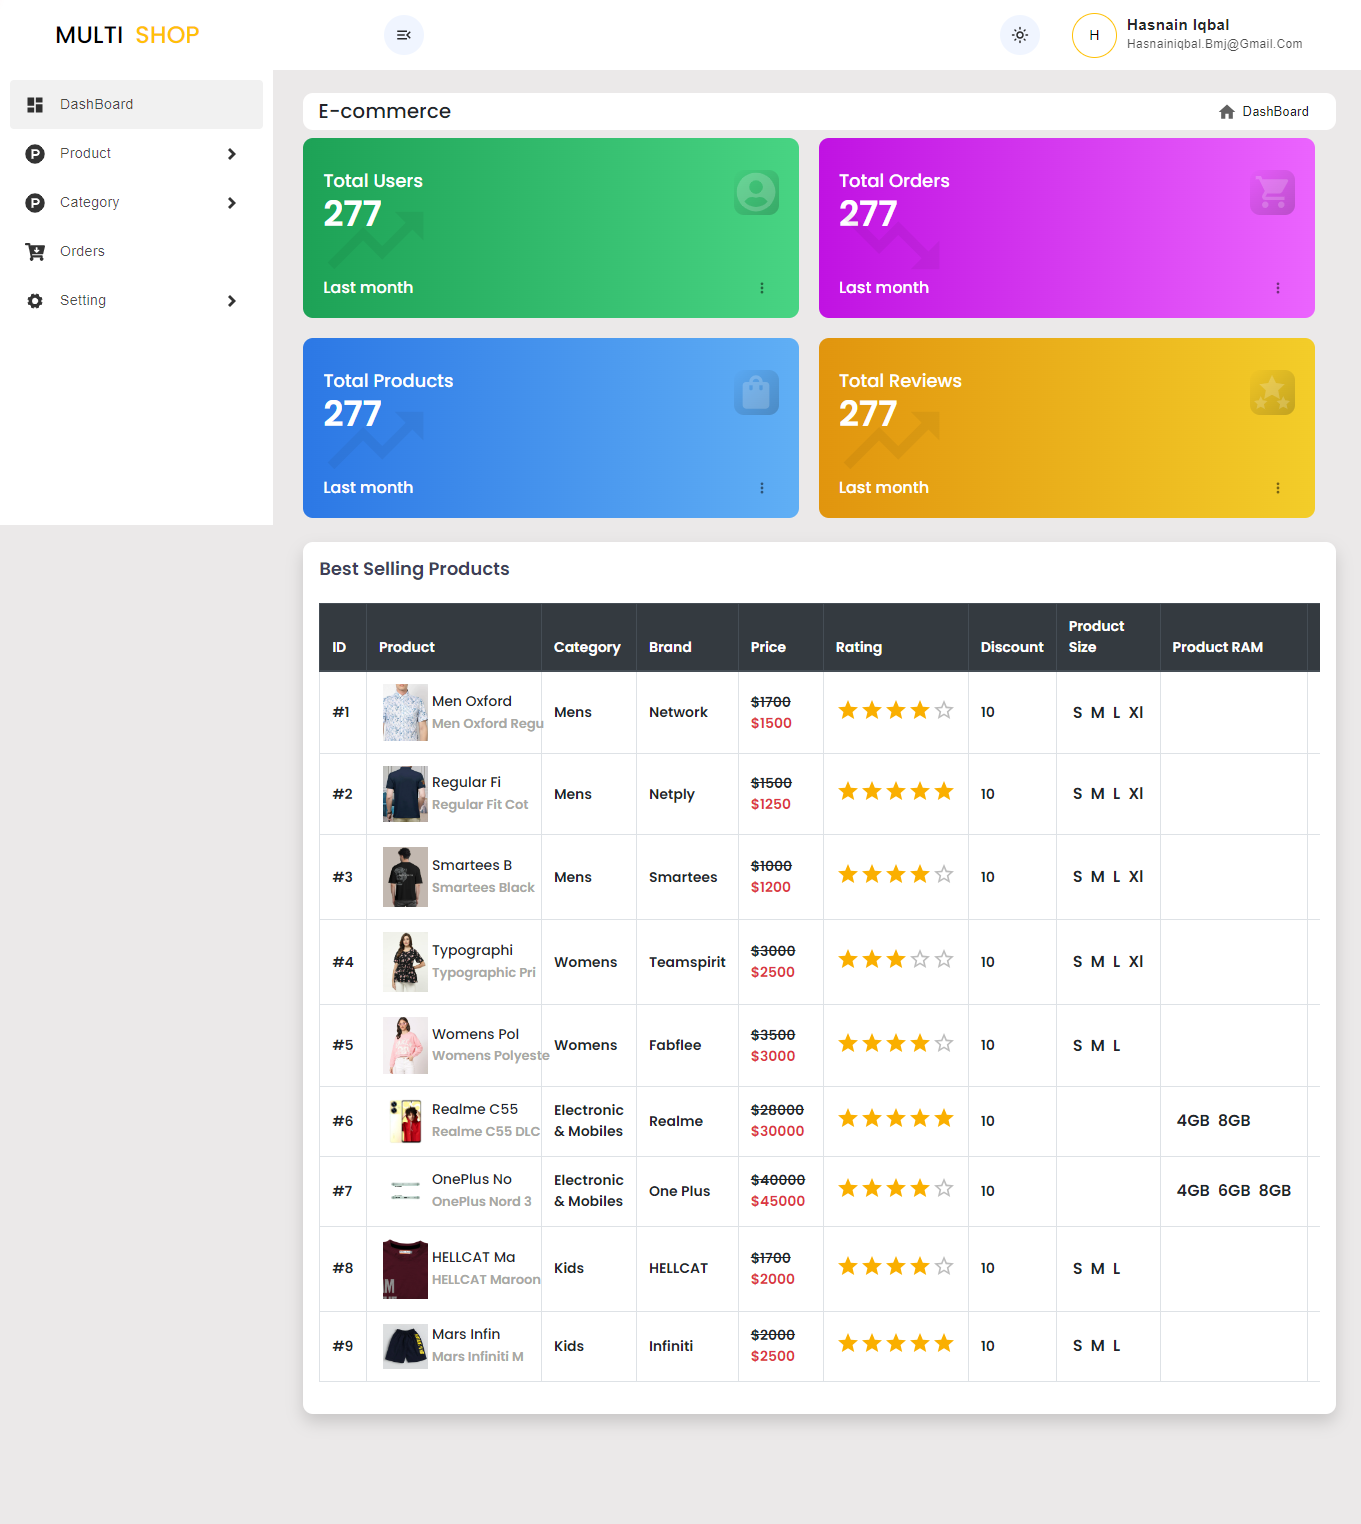 MULTI SHOP
H
Hasnain Iqbal
Hasnainiqbal.Bmj@Gmail.Com
DashBoard
Product
Category
Orders
Setting
E-commerce
DashBoard
Total Users
277
Last month
Total Orders
277
Last month
Total Products
277
Last month
Total Reviews
277
Last month
Best Selling Products
ID Product Category Brand Price Rating Discount Product Size Product RAM
#1 Men Oxford Mens Network $1700 10 S M L Xl
Men Oxford Regu $1500
#2 Regular Fi Mens Netply $1500 10 S M L Xl
Regular Fit Cot $1250
#3 Smartees B Mens Smartees $1000 10 S M L Xl
Smartees Black $1200
#4 Typographi Womens Teamspirit $3000 10 S M L Xl
Typographic Pri $2500
#5 Womens Pol Womens Fabflee $3500 10 S M L
Womens Polyeste $3000
#6 Realme C55 Electronic Realme $28000 10 4GB 8GB
Realme C55 DLC & Mobiles $30000
#7 OnePlus No Electronic One Plus $40000 10 4GB 6GB 8GB
OnePlus Nord 3 & Mobiles $45000
#8 HELLCAT Ma Kids HELLCAT $1700 10 S M L
HELLCAT Maroon $2000
#9 Mars Infin Kids Infiniti $2000 10 S M L
Mars Infiniti M $2500